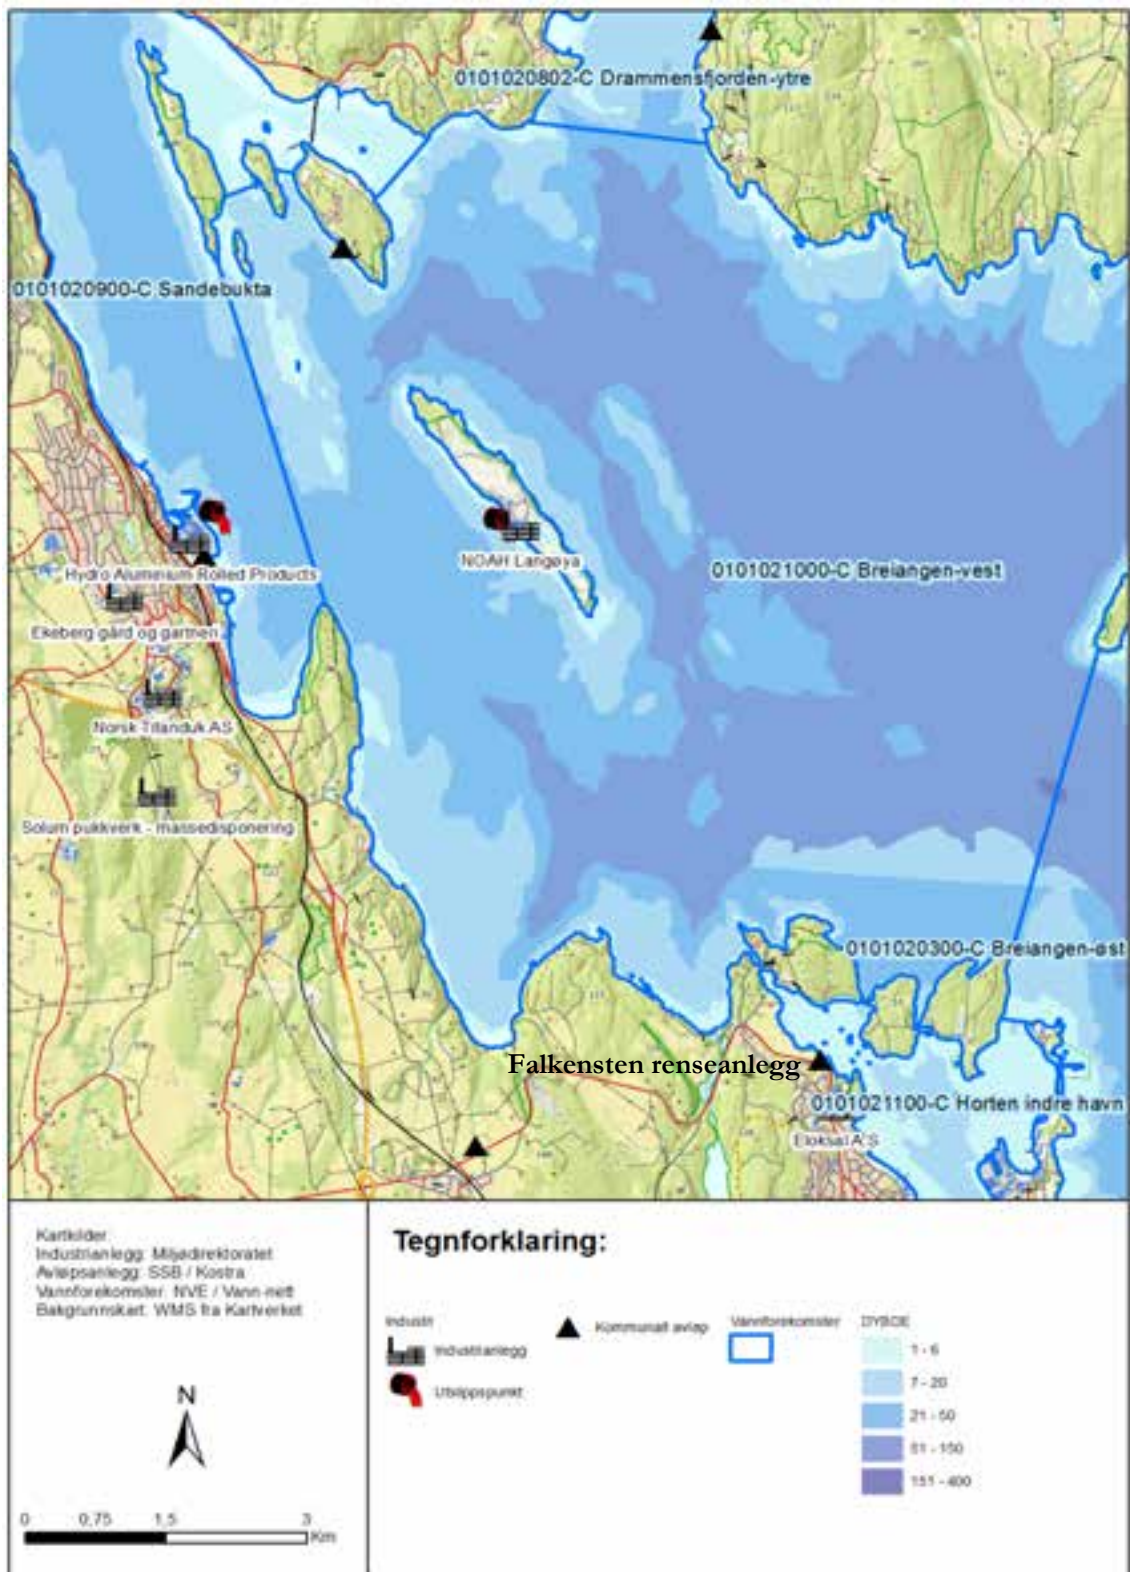 0101020802-C Drammensfjorden-ytre
0101020900-C Sandebukta
NOAH Langøya
0101021000-C Breiangen-vest
Hydro Aluminium Rolled Products
Ekeberg gård og gartneri
Norsk Titanduk AS
Solum pukkverk - massedisponering
0101020300-C Breiangen-øst
Falkensten renseanlegg
0101021100-C Horten indre havn
Eloksal A/S
Kartkilder
Industrianlegg: Miljødirektoratet
Avløpsanlegg: SSB / Kostra
Vannforekomster: NVE / Vann-nett
Bakgrunnskart: WMS fra Kartverket
N
0 0,75 1,5 3
Km
Tegnforklaring:
Industri
Industrianlegg
Utslippspunkt
Kommunalt avløp
Vannforekomster
DYBDE
1 - 6
7 - 20
21 - 50
51 - 150
151 - 400